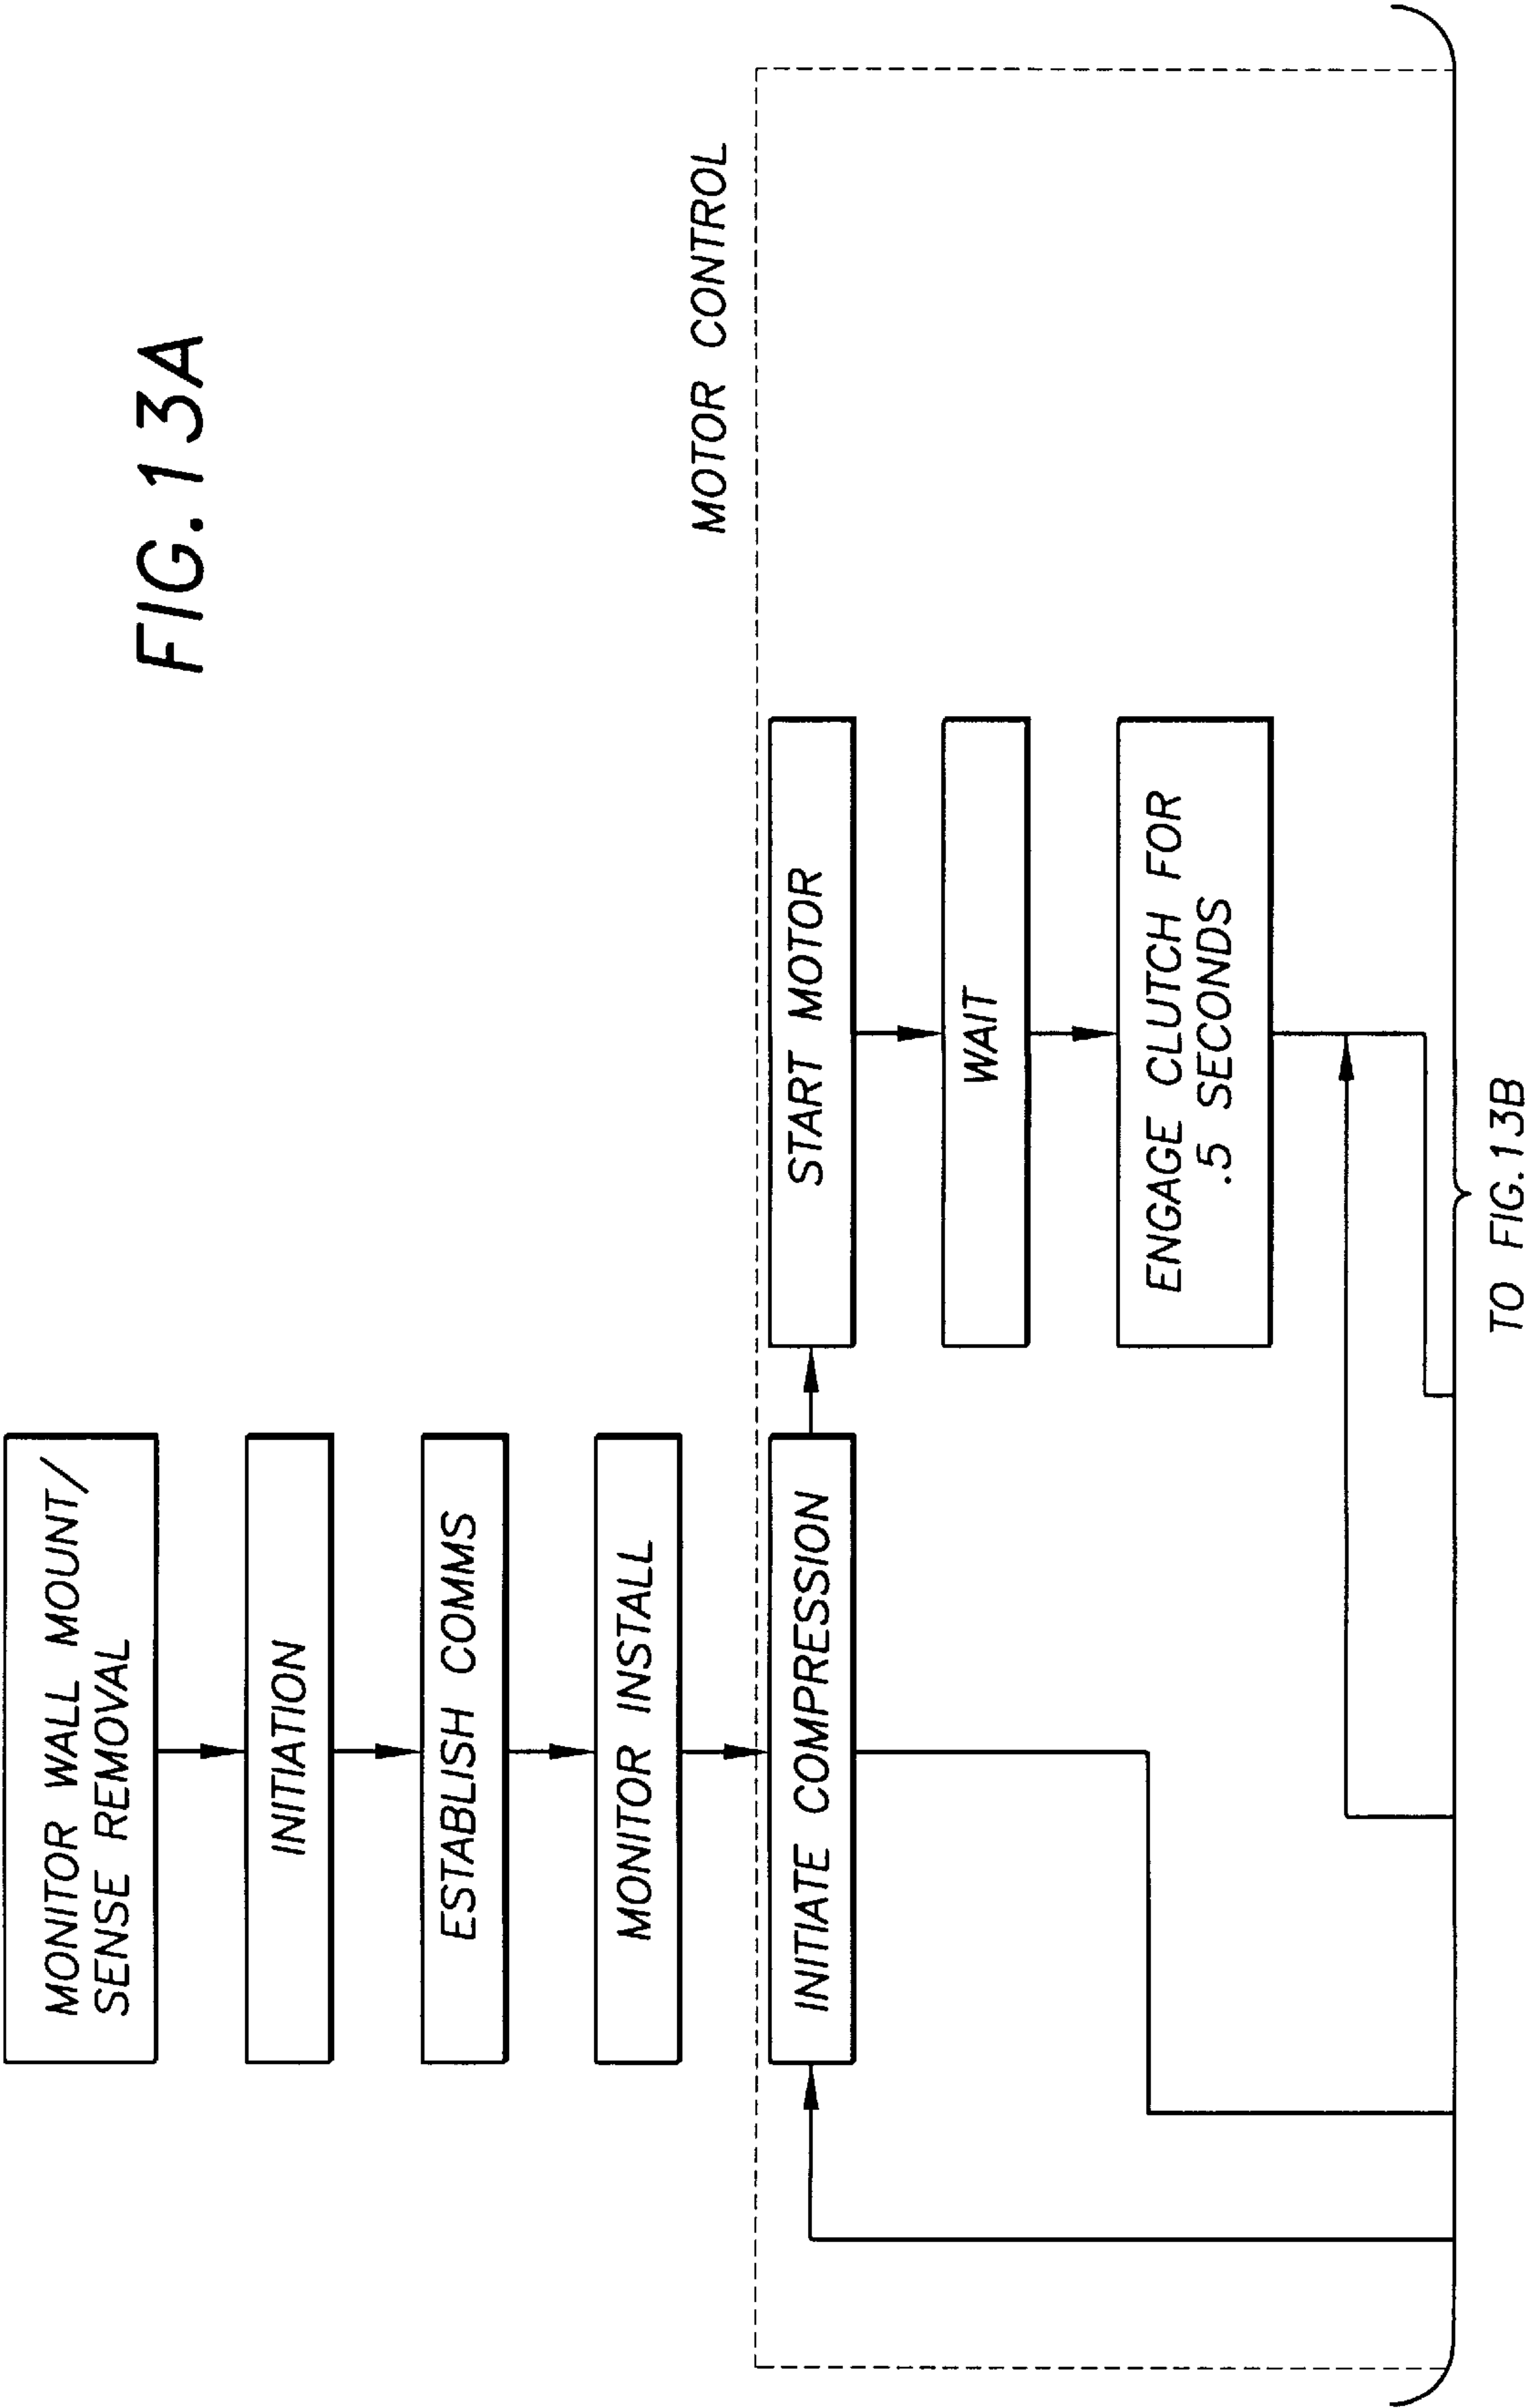 FIG. 13A
MONITOR WALL MOUNT/
SENSE REMOVAL
INITIATION
ESTABLISH COMMS
MONITOR INSTALL
MOTOR CONTROL
INITIATE COMPRESSION
START MOTOR
WAIT
ENGAGE CLUTCH FOR
.5 SECONDS
TO FIG.13B